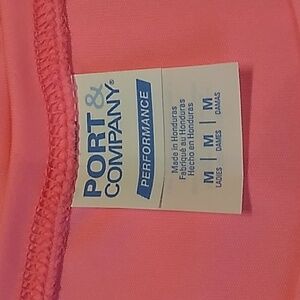 PORT &
COMPANY®
PERFORMANCE
Made in Honduras
Fabriqué au Honduras
Hecho en Honduras
M | M | M
LADIES DAMES DAMAS